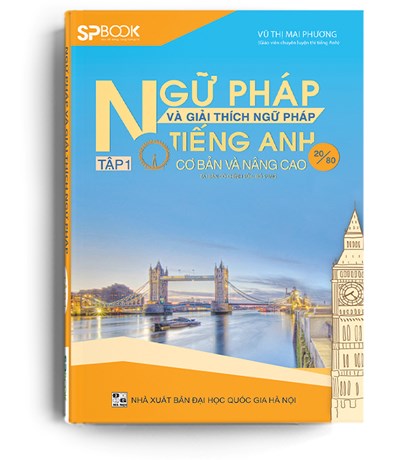 SPBOOK
VŨ THỊ MAI PHƯƠNG
NGỮ PHÁP
VÀ GIẢI THÍCH NGỮ PHÁP
TIẾNG ANH
TẬP 1
CƠ BẢN VÀ NÂNG CAO
20/80
NHÀ XUẤT BẢN ĐẠI HỌC QUỐC GIA HÀ NỘI